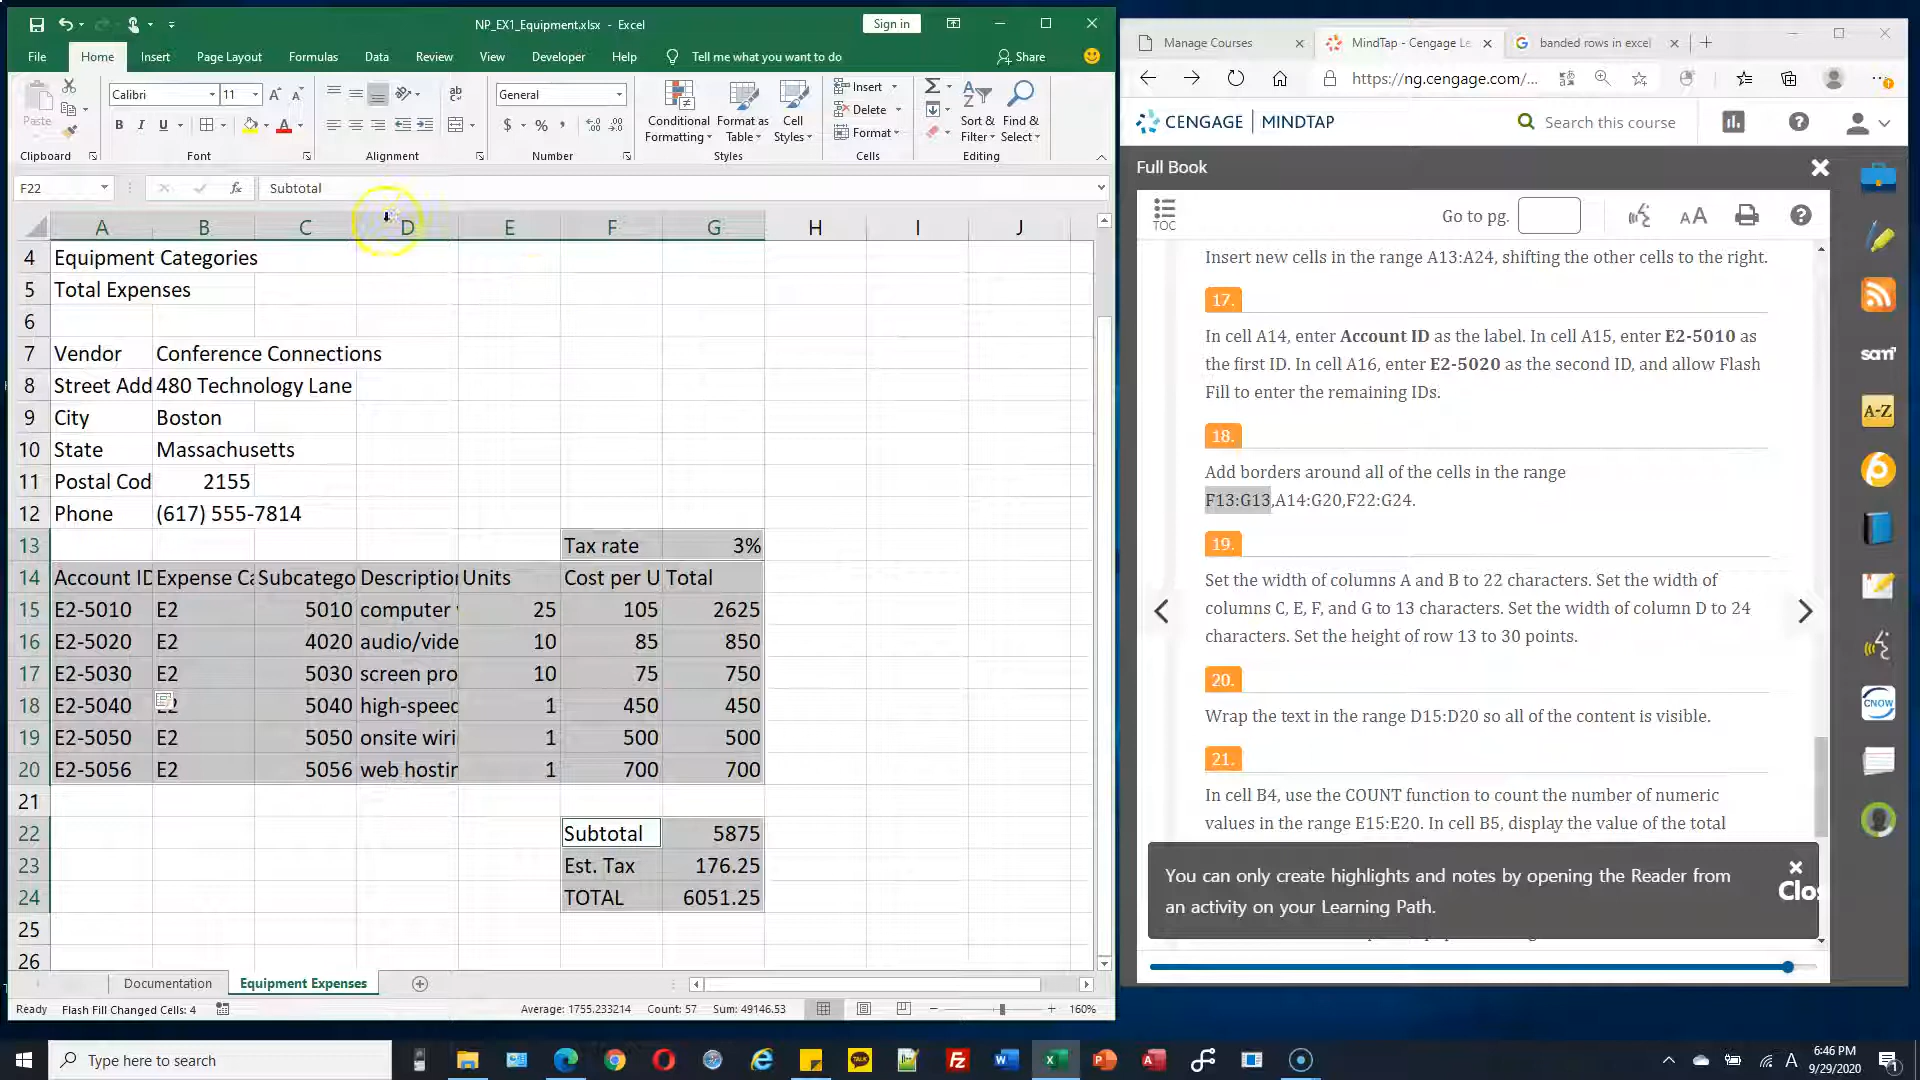 NP_EX1_Equipment.xlsx - Excel
Sign in
File Home Insert Page Layout Formulas Data Review View Developer Help Tell me what you want to do Share
Paste
Calibri 11
B I U
General
$ % ,
Conditional Formatting
Format as Table
Cell Styles
Insert
Delete
Format
Sort & Filter
Find & Select
Clipboard Font Alignment Number Styles Cells Editing
F22 fx Subtotal
A B C D E F G H I J
4 Equipment Categories
5 Total Expenses
6
7 Vendor Conference Connections
8 Street Add 480 Technology Lane
9 City Boston
10 State Massachusetts
11 Postal Cod 2155
12 Phone (617) 555-7814
13 Tax rate 3%
14 Account ID Expense Ca Subcatego Description Units Cost per U Total
15 E2-5010 E2 5010 computer 25 105 2625
16 E2-5020 E2 4020 audio/vide 10 85 850
17 E2-5030 E2 5030 screen pro 10 75 750
18 E2-5040 E2 5040 high-speed 1 450 450
19 E2-5050 E2 5050 onsite wiri 1 500 500
20 E2-5056 E2 5056 web hostin 1 700 700
21
22 Subtotal 5875
23 Est. Tax 176.25
24 TOTAL 6051.25
25
26
Documentation Equipment Expenses
Ready Flash Fill Changed Cells: 4 Average: 1755.233214 Count: 57 Sum: 49146.53 160%
Manage Courses
MindTap - Cengage Le
banded rows in excel
https://ng.cengage.com/...
CENGAGE MINDTAP
Search this course
Full Book
TOC
Go to pg.
AA
Insert new cells in the range A13:A24, shifting the other cells to the right.
17.
In cell A14, enter Account ID as the label. In cell A15, enter E2-5010 as
the first ID. In cell A16, enter E2-5020 as the second ID, and allow Flash
Fill to enter the remaining IDs.
18.
Add borders around all of the cells in the range
F13:G13,A14:G20,F22:G24.
19.
Set the width of columns A and B to 22 characters. Set the width of
columns C, E, F, and G to 13 characters. Set the width of column D to 24
characters. Set the height of row 13 to 30 points.
20.
Wrap the text in the range D15:D20 so all of the content is visible.
21.
In cell B4, use the COUNT function to count the number of numeric
values in the range E15:E20. In cell B5, display the value of the total
You can only create highlights and notes by opening the Reader from
an activity on your Learning Path.
Clos
sam
A-Z
CNOW
Type here to search
TALK
A
6:46 PM
9/29/2020
1